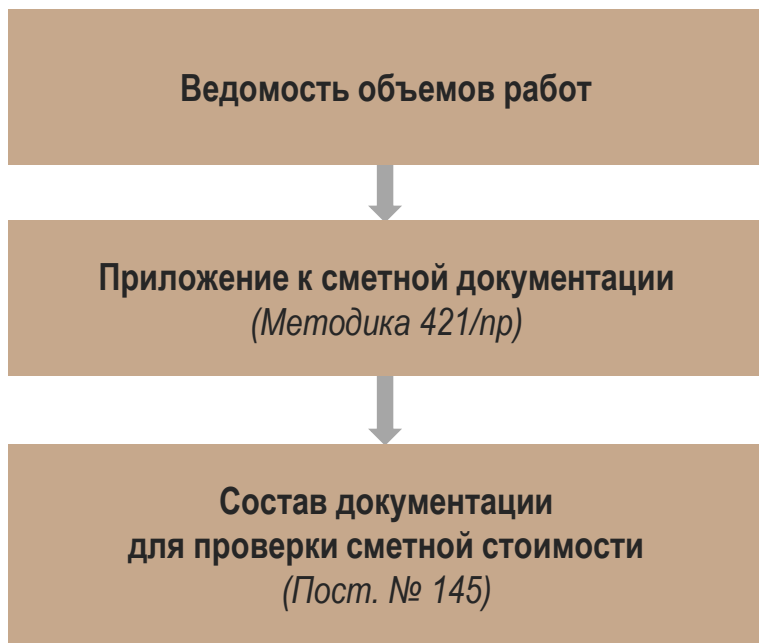 Ведомость объемов работ
Приложение к сметной документации
(Методика 421/пр)
Состав документации
для проверки сметной стоимости
(Пост. № 145)